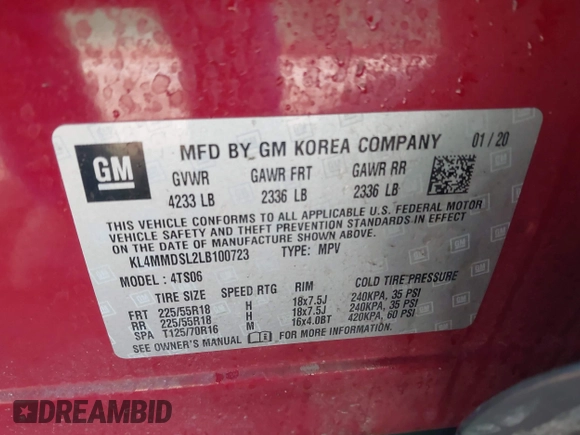 GM
MFD BY GM KOREA COMPANY 01/20
GVWR GAWR FRT GAWR RR
4233 LB 2336 LB 2336 LB
THIS VEHICLE CONFORMS TO ALL APPLICABLE U.S. FEDERAL MOTOR
VEHICLE SAFETY AND THEFT PREVENTION STANDARDS IN EFFECT
ON THE DATE OF MANUFACTURE SHOWN ABOVE.
KL4MMDSL2LB100723 TYPE: MPV
MODEL: 4TS06
TIRE SIZE SPEED RTG RIM COLD TIRE PRESSURE
FRT 225/55R18 H 18x7.5J 240KPA, 35 PSI
RR 225/55R18 H 18x7.5J 240KPA, 35 PSI
SPA T125/70R16 M 16x4.0BT 420KPA, 60 PSI
SEE OWNER'S MANUAL FOR MORE INFORMATION.
DREAMBID